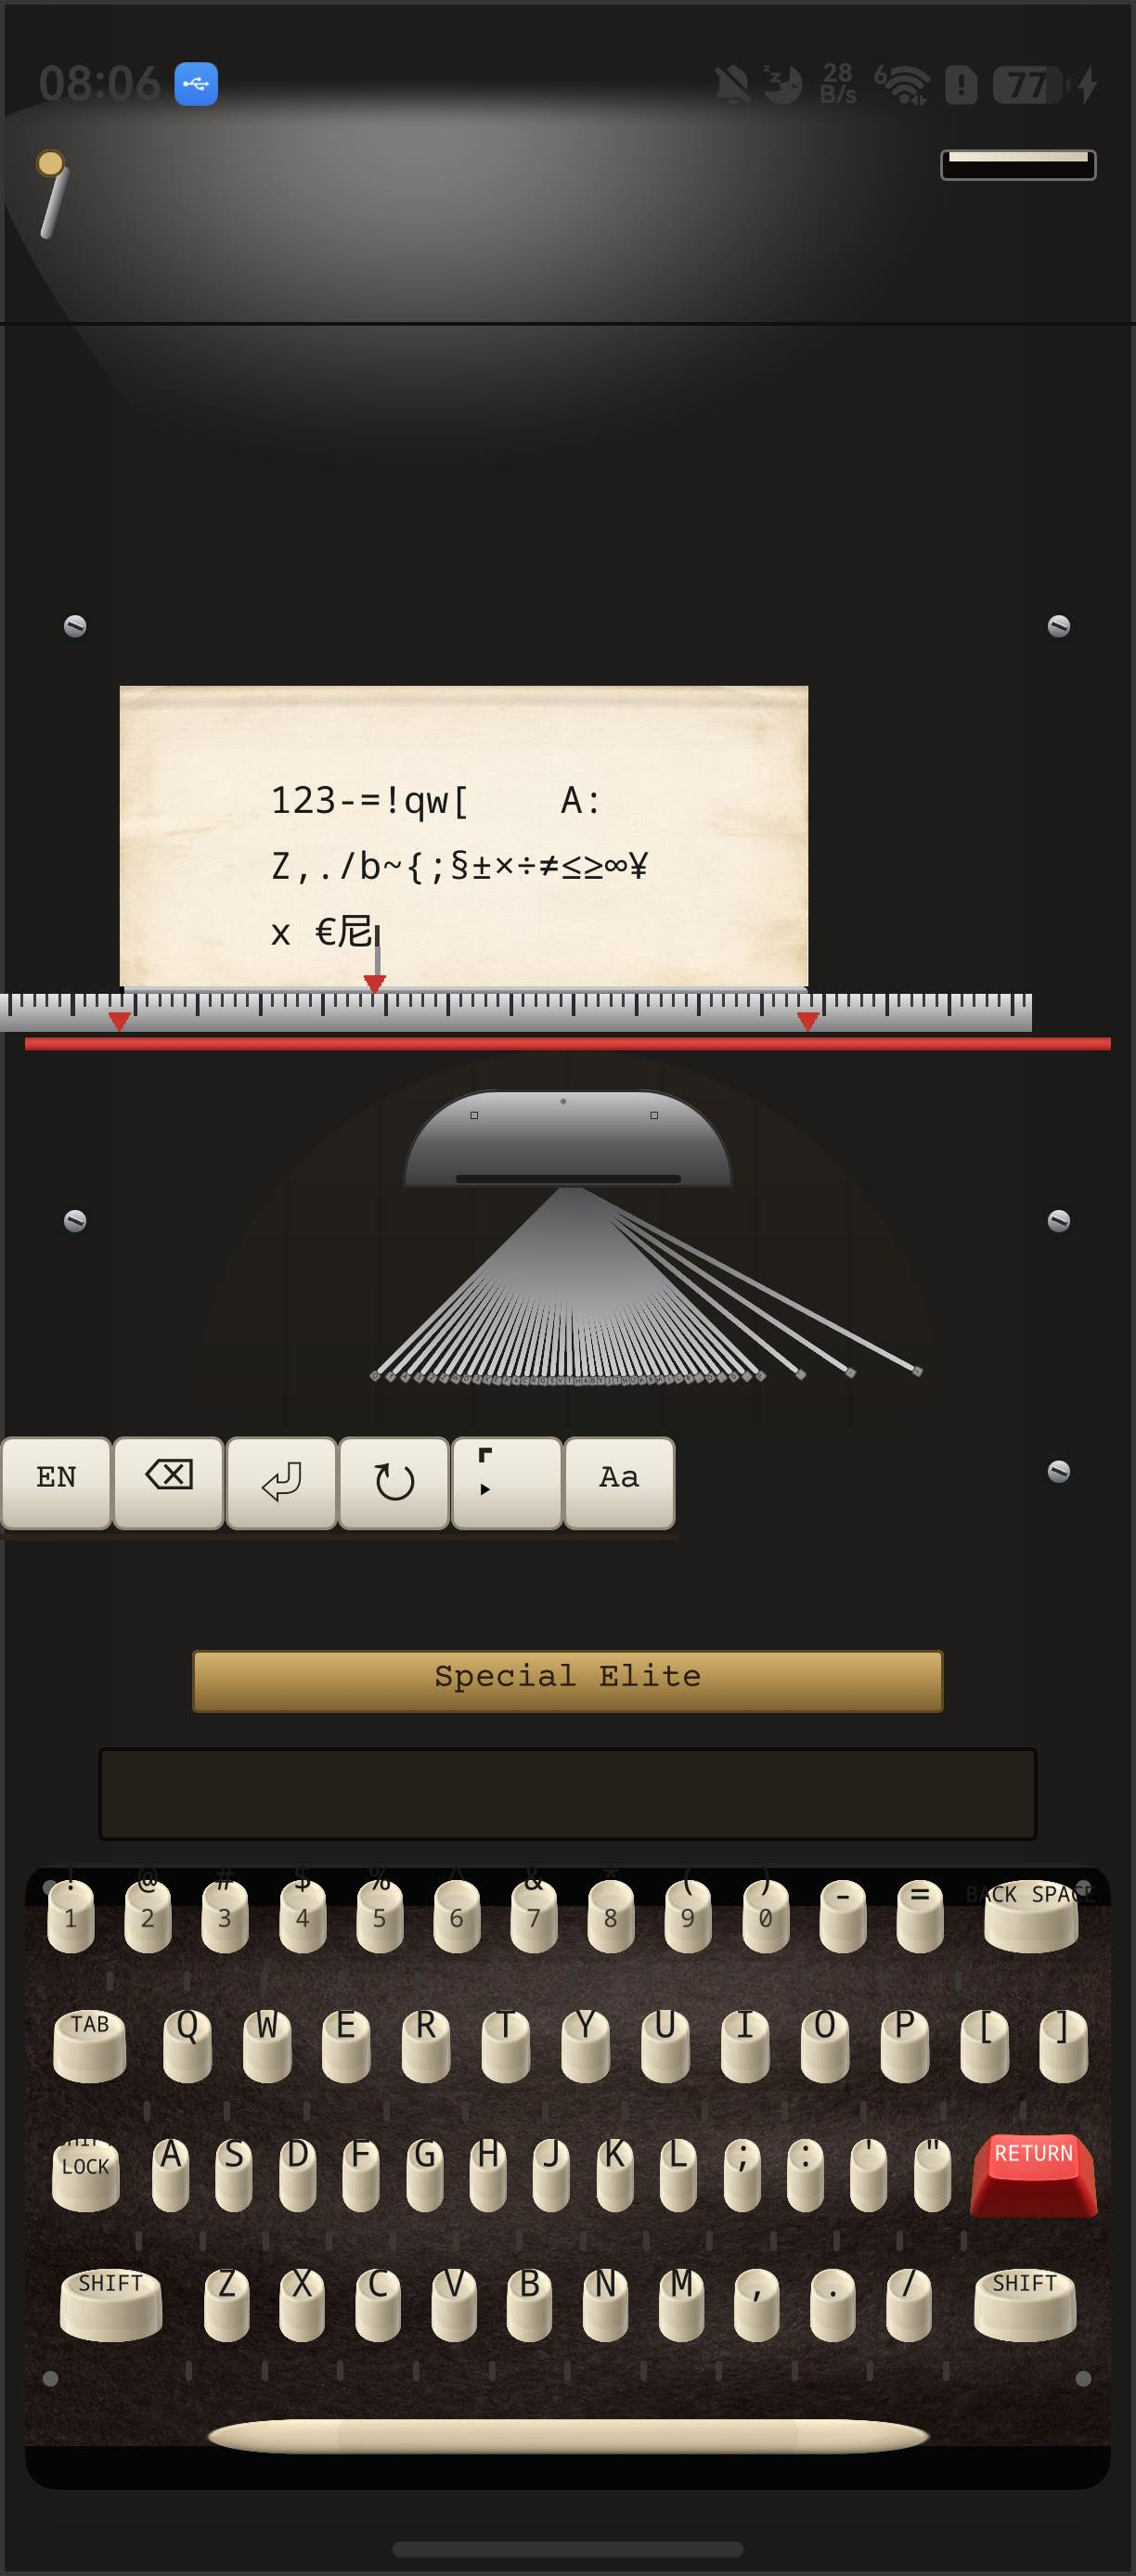 08:06
28
B/s
6
77
123-=!qw[    A:
Z,./b~{;§±×÷≠≤≥∞¥
x €尼
EN
Aa
Special Elite
! @ # $ % ^ & * ( )
1 2 3 4 5 6 7 8 9 0 - = BACK SPACE
TAB Q W E R T Y U I O P [ ]
LOCK A S D F G H J K L ; : ' " RETURN
SHIFT Z X C V B N M , . / SHIFT